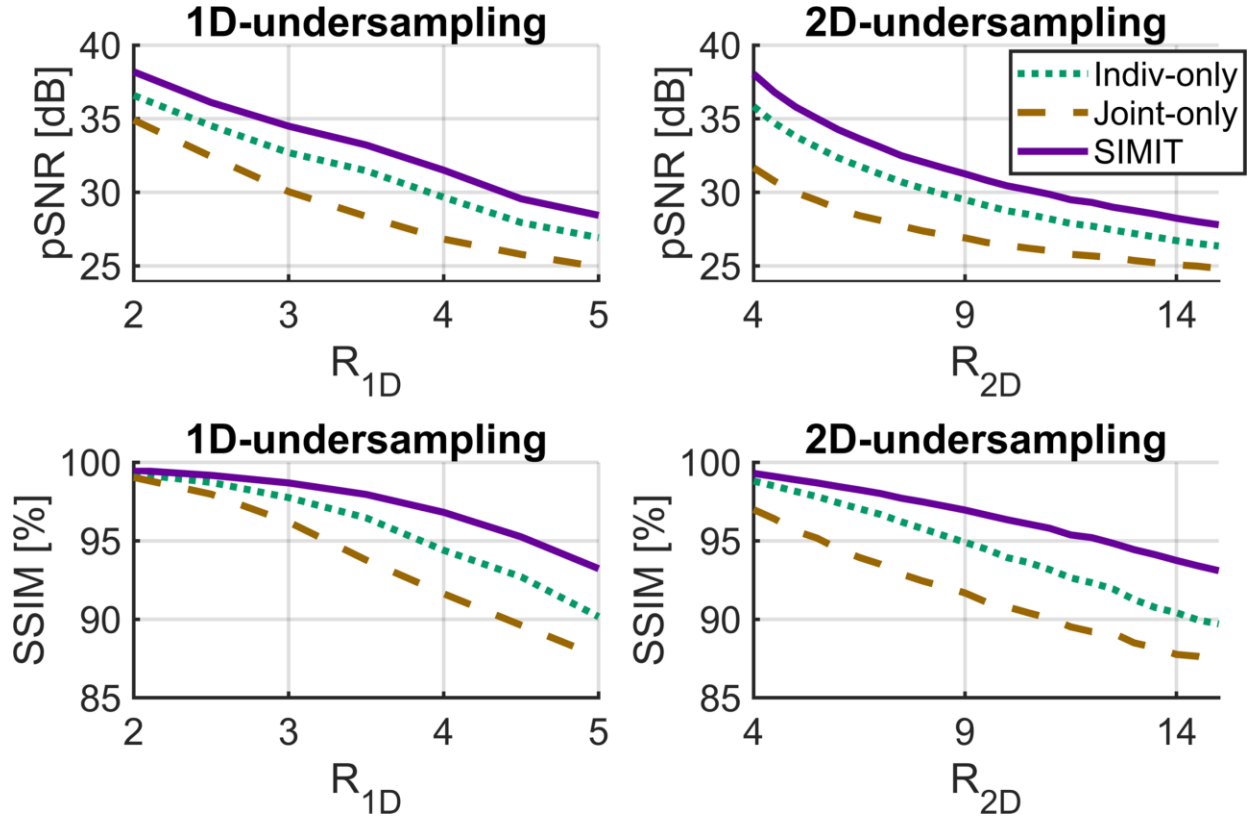 1D-undersampling
40
35
30
25
pSNR [dB]
2 3 4 5
R1D
2D-undersampling
40
35
30
25
pSNR [dB]
4 9 14
R2D
Indiv-only
Joint-only
SIMIT
1D-undersampling
100
95
90
85
SSIM [%]
2 3 4 5
R1D
2D-undersampling
100
95
90
85
SSIM [%]
4 9 14
R2D